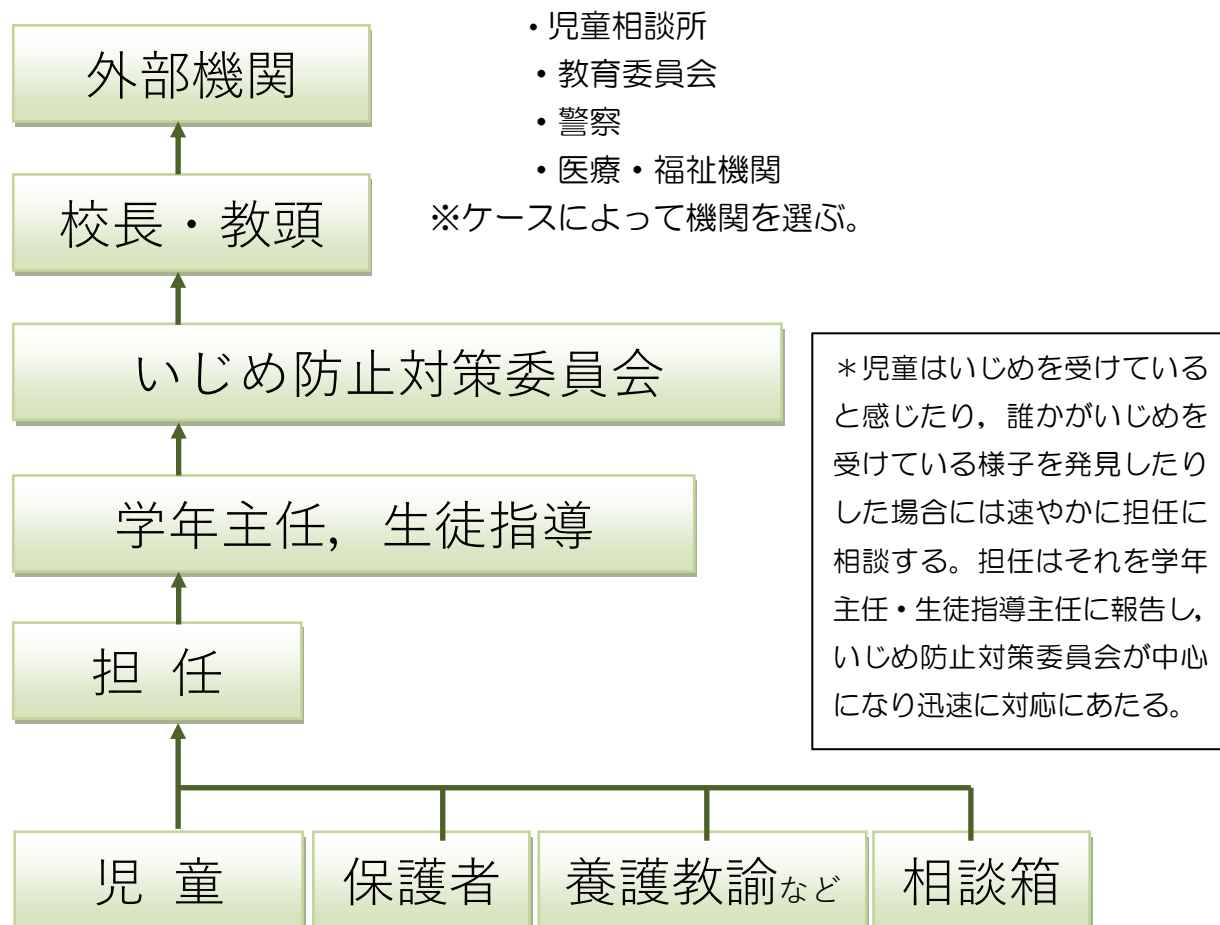 外部機関
・児童相談所
・教育委員会
・警察
・医療・福祉機関
※ケースによって機関を選ぶ。
校長・教頭
いじめ防止対策委員会
学年主任，生徒指導
担 任
＊児童はいじめを受けている
と感じたり，誰かがいじめを
受けている様子を発見したり
した場合には速やかに担任に
相談する。担任はそれを学年
主任・生徒指導主任に報告し，
いじめ防止対策委員会が中心
になり迅速に対応にあたる。
児 童
保護者
養護教諭など
相談箱